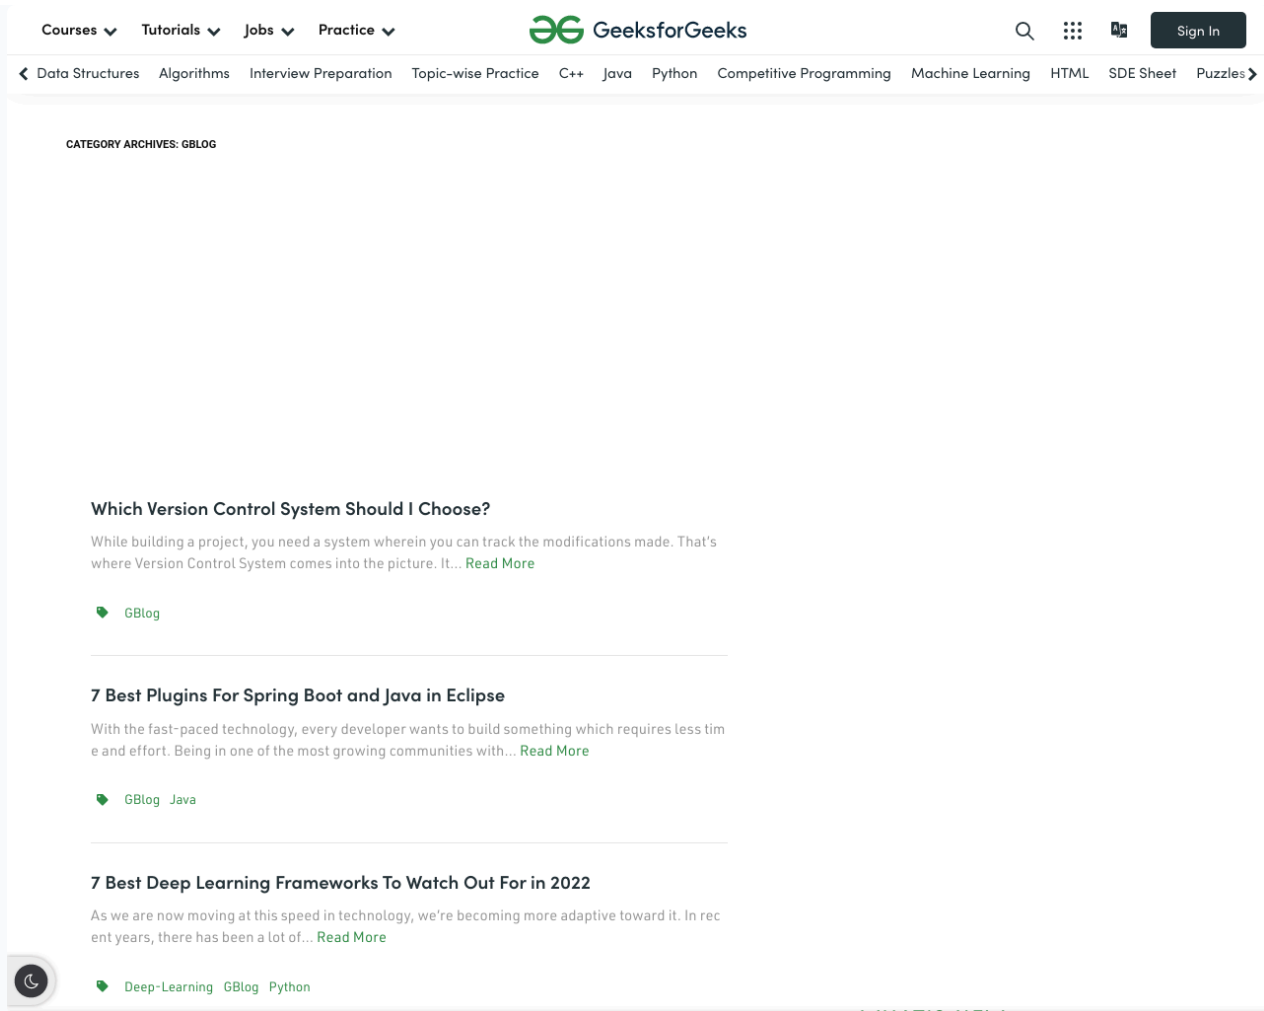 Courses Tutorials Jobs Practice GeeksforGeeks Sign In
Data Structures Algorithms Interview Preparation Topic-wise Practice C++ Java Python Competitive Programming Machine Learning HTML SDE Sheet Puzzles
CATEGORY ARCHIVES: GBLOG
Which Version Control System Should I Choose?
While building a project, you need a system wherein you can track the modifications made. That's
where Version Control System comes into the picture. It... Read More
GBlog
7 Best Plugins For Spring Boot and Java in Eclipse
With the fast-paced technology, every developer wants to build something which requires less tim
e and effort. Being in one of the most growing communities with... Read More
GBlog Java
7 Best Deep Learning Frameworks To Watch Out For in 2022
As we are now moving at this speed in technology, we're becoming more adaptive toward it. In rec
ent years, there has been a lot of... Read More
Deep-Learning GBlog Python